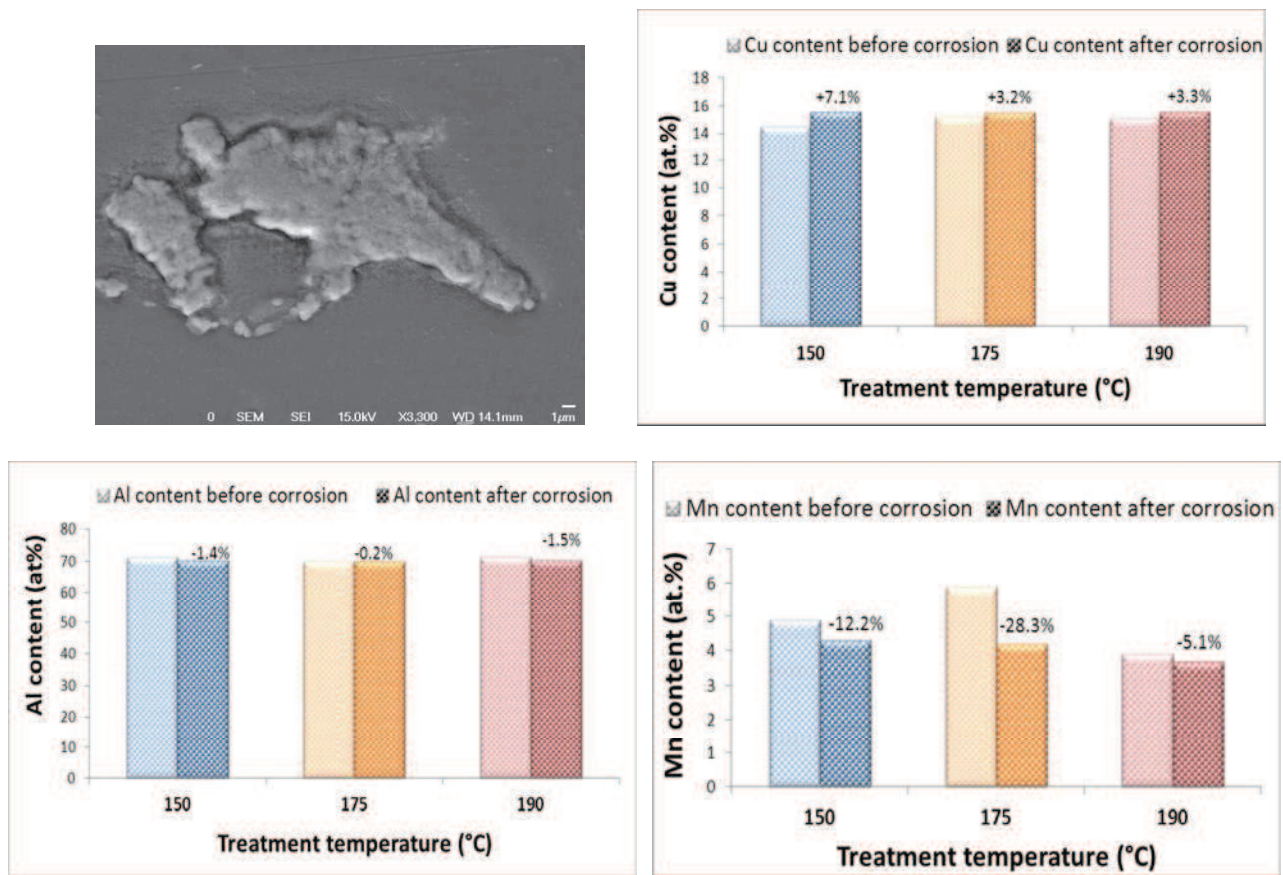 0 SEM SEI 15.0kV X3,300 WD 14.1mm 1µm
Cu content before corrosion Cu content after corrosion
18
16
14
12
10
8
6
4
2
0
+7.1% +3.2% +3.3%
Cu content (at.%)
150 175 190
Treatment temperature (°C)
Al content before corrosion Al content after corrosion
80
70
60
50
40
30
20
10
0
-1.4% -0.2% -1.5%
Al content (at%)
150 175 190
Treatment temperature (°C)
Mn content before corrosion Mn content after corrosion
7
6
5
4
3
2
1
0
-12.2% -28.3% -5.1%
Mn content (at.%)
150 175 190
Treatment temperature (°C)